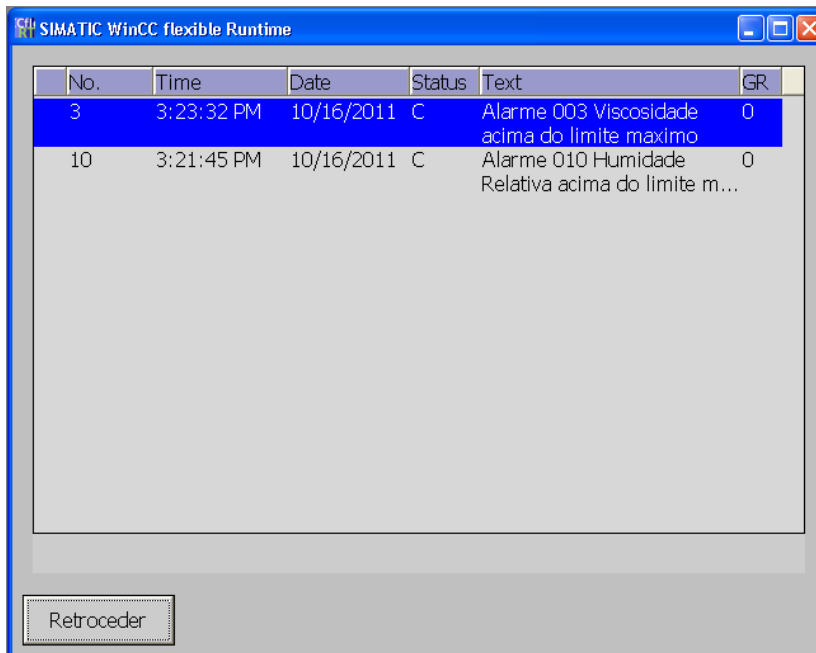 SIMATIC WinCC flexible Runtime
No. Time Date Status Text GR
3 3:23:32 PM 10/16/2011 C Alarme 003 Viscosidade 0
acima do limite maximo
10 3:21:45 PM 10/16/2011 C Alarme 010 Humidade 0
Relativa acima do limite m...
Retroceder